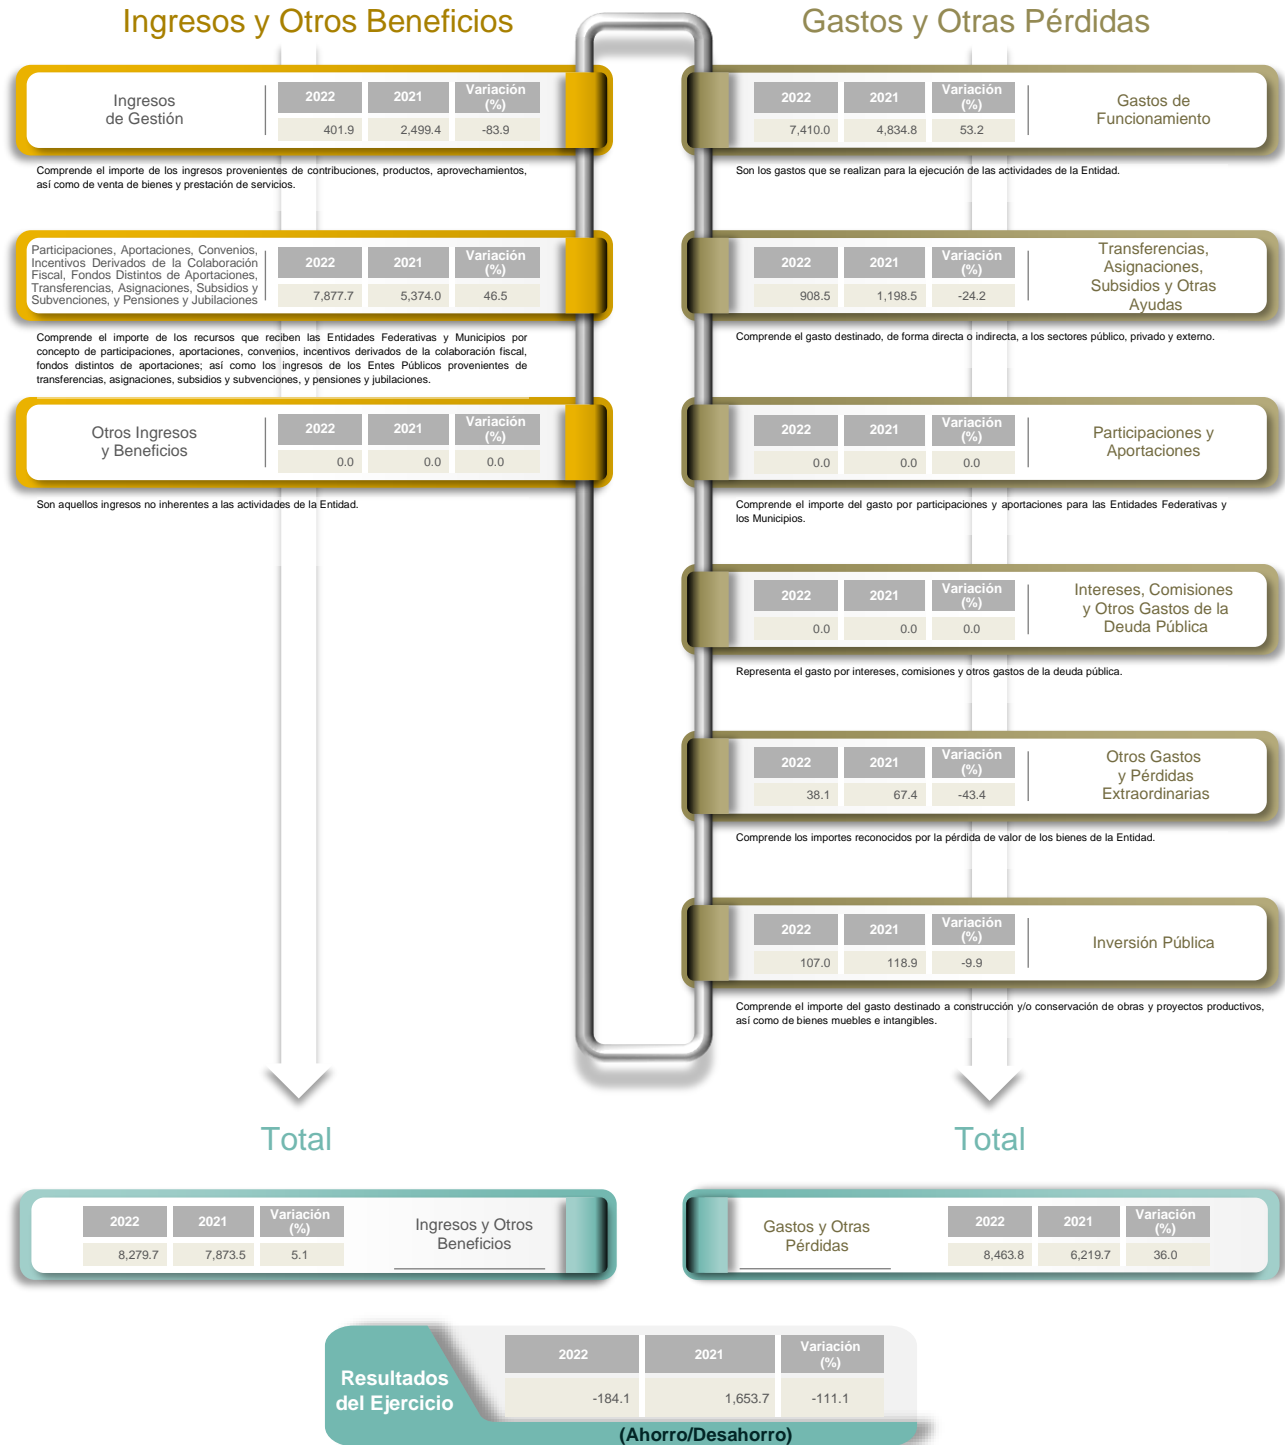 Ingresos y Otros Beneficios
Ingresos
de Gestión
2022 2021 Variación
(%)
401.9 2,499.4 -83.9
Comprende el importe de los ingresos provenientes de contribuciones, productos, aprovechamientos,
así como de venta de bienes y prestación de servicios.
Participaciones, Aportaciones, Convenios,
Incentivos Derivados de la Colaboración
Fiscal, Fondos Distintos de Aportaciones,
Transferencias, Asignaciones, Subsidios y
Subvenciones, y Pensiones y Jubilaciones
2022 2021 Variación
(%)
7,877.7 5,374.0 46.5
Comprende el importe de los recursos que reciben las Entidades Federativas y Municipios por
concepto de participaciones, aportaciones, convenios, incentivos derivados de la colaboración fiscal,
fondos distintos de aportaciones; así como los ingresos de los Entes Públicos provenientes de
transferencias, asignaciones, subsidios y subvenciones, y pensiones y jubilaciones.
Otros Ingresos
y Beneficios
2022 2021 Variación
(%)
0.0 0.0 0.0
Son aquellos ingresos no inherentes a las actividades de la Entidad.
Gastos y Otras Pérdidas
2022 2021 Variación
(%)
7,410.0 4,834.8 53.2
Gastos de
Funcionamiento
Son los gastos que se realizan para la ejecución de las actividades de la Entidad.
2022 2021 Variación
(%)
908.5 1,198.5 -24.2
Transferencias,
Asignaciones,
Subsidios y Otras
Ayudas
Comprende el gasto destinado, de forma directa o indirecta, a los sectores público, privado y externo.
2022 2021 Variación
(%)
0.0 0.0 0.0
Participaciones y
Aportaciones
Comprende el importe del gasto por participaciones y aportaciones para las Entidades Federativas y
los Municipios.
2022 2021 Variación
(%)
0.0 0.0 0.0
Intereses, Comisiones
y Otros Gastos de la
Deuda Pública
Representa el gasto por intereses, comisiones y otros gastos de la deuda pública.
2022 2021 Variación
(%)
38.1 67.4 -43.4
Otros Gastos
y Pérdidas
Extraordinarias
Comprende los importes reconocidos por la pérdida de valor de los bienes de la Entidad.
2022 2021 Variación
(%)
107.0 118.9 -9.9
Inversión Pública
Comprende el importe del gasto destinado a construcción y/o conservación de obras y proyectos productivos,
así como de bienes muebles e intangibles.
Total
2022 2021 Variación
(%)
8,279.7 7,873.5 5.1
Ingresos y Otros
Beneficios
Total
Gastos y Otras
Pérdidas
2022 2021 Variación
(%)
8,463.8 6,219.7 36.0
Resultados
del Ejercicio
2022 2021 Variación
(%)
-184.1 1,653.7 -111.1
(Ahorro/Desahorro)